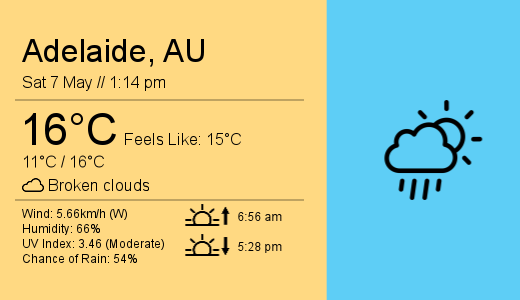 Adelaide, AU
Sat 7 May // 1:14 pm
16°C Feels Like: 15°C
11°C / 16°C
Broken clouds
Wind: 5.66km/h (W)
Humidity: 66%
UV Index: 3.46 (Moderate)
Chance of Rain: 54%
6:56 am
5:28 pm